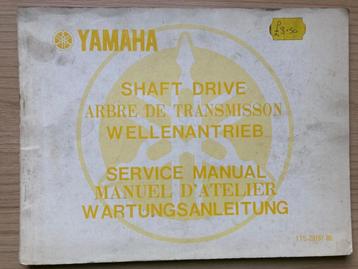 YAMAHA
£3.50
SHAFT DRIVE
ARBRE DE TRANSMISSON
WELLENANTRIEB
SERVICE MANUAL
MANUEL D'ATELIER
WARTUNGSANLEITUNG